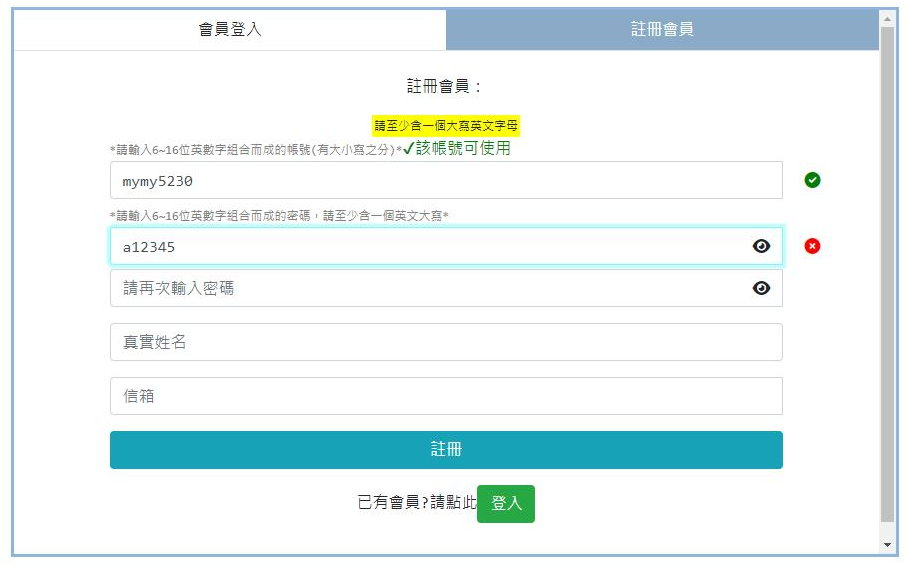 會員登入
註冊會員
註冊會員：
請至少含一個大寫英文字母
*請輸入6~16位英數字組合而成的帳號(有大小寫之分)*✔該帳號可使用
mymy5230
*請輸入6~16位英數字組合而成的密碼，請至少含一個英文大寫*
a12345
請再次輸入密碼
真實姓名
信箱
註冊
已有會員?請點此 登入